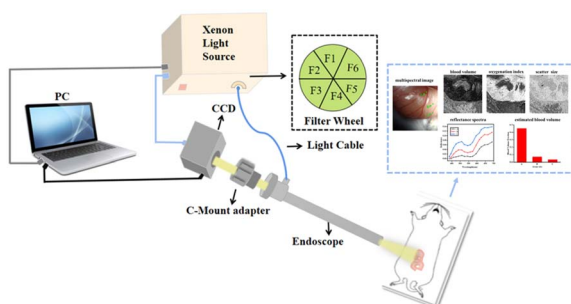 Xenon
Light
Source
PC
F1
F2
F6
F3
F4
F5
Filter Wheel
CCD
Light Cable
C-Mount adapter
Endoscope
multispectral image
blood volume
oxygenation index
scatter size
reflectance spectra
estimated blood volume